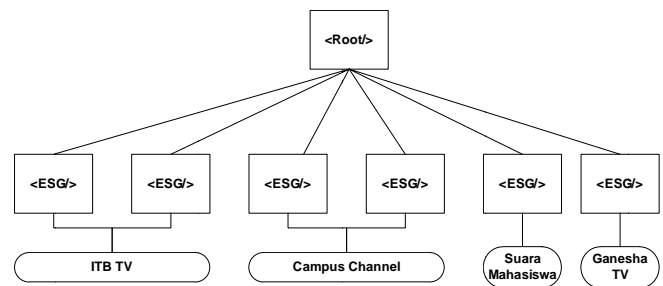 <Root/>
<ESG/>
<ESG/>
<ESG/>
<ESG/>
<ESG/>
<ESG/>
ITB TV
Campus Channel
Suara
Mahasiswa
Ganesha
TV